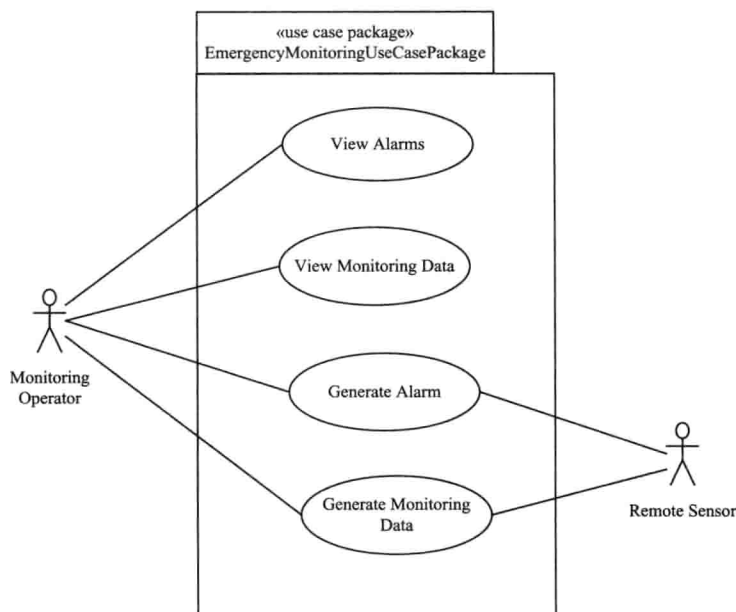 «use case package»
EmergencyMonitoringUseCasePackage
View Alarms
View Monitoring Data
Monitoring
Operator
Generate Alarm
Generate Monitoring
Data
Remote Sensor